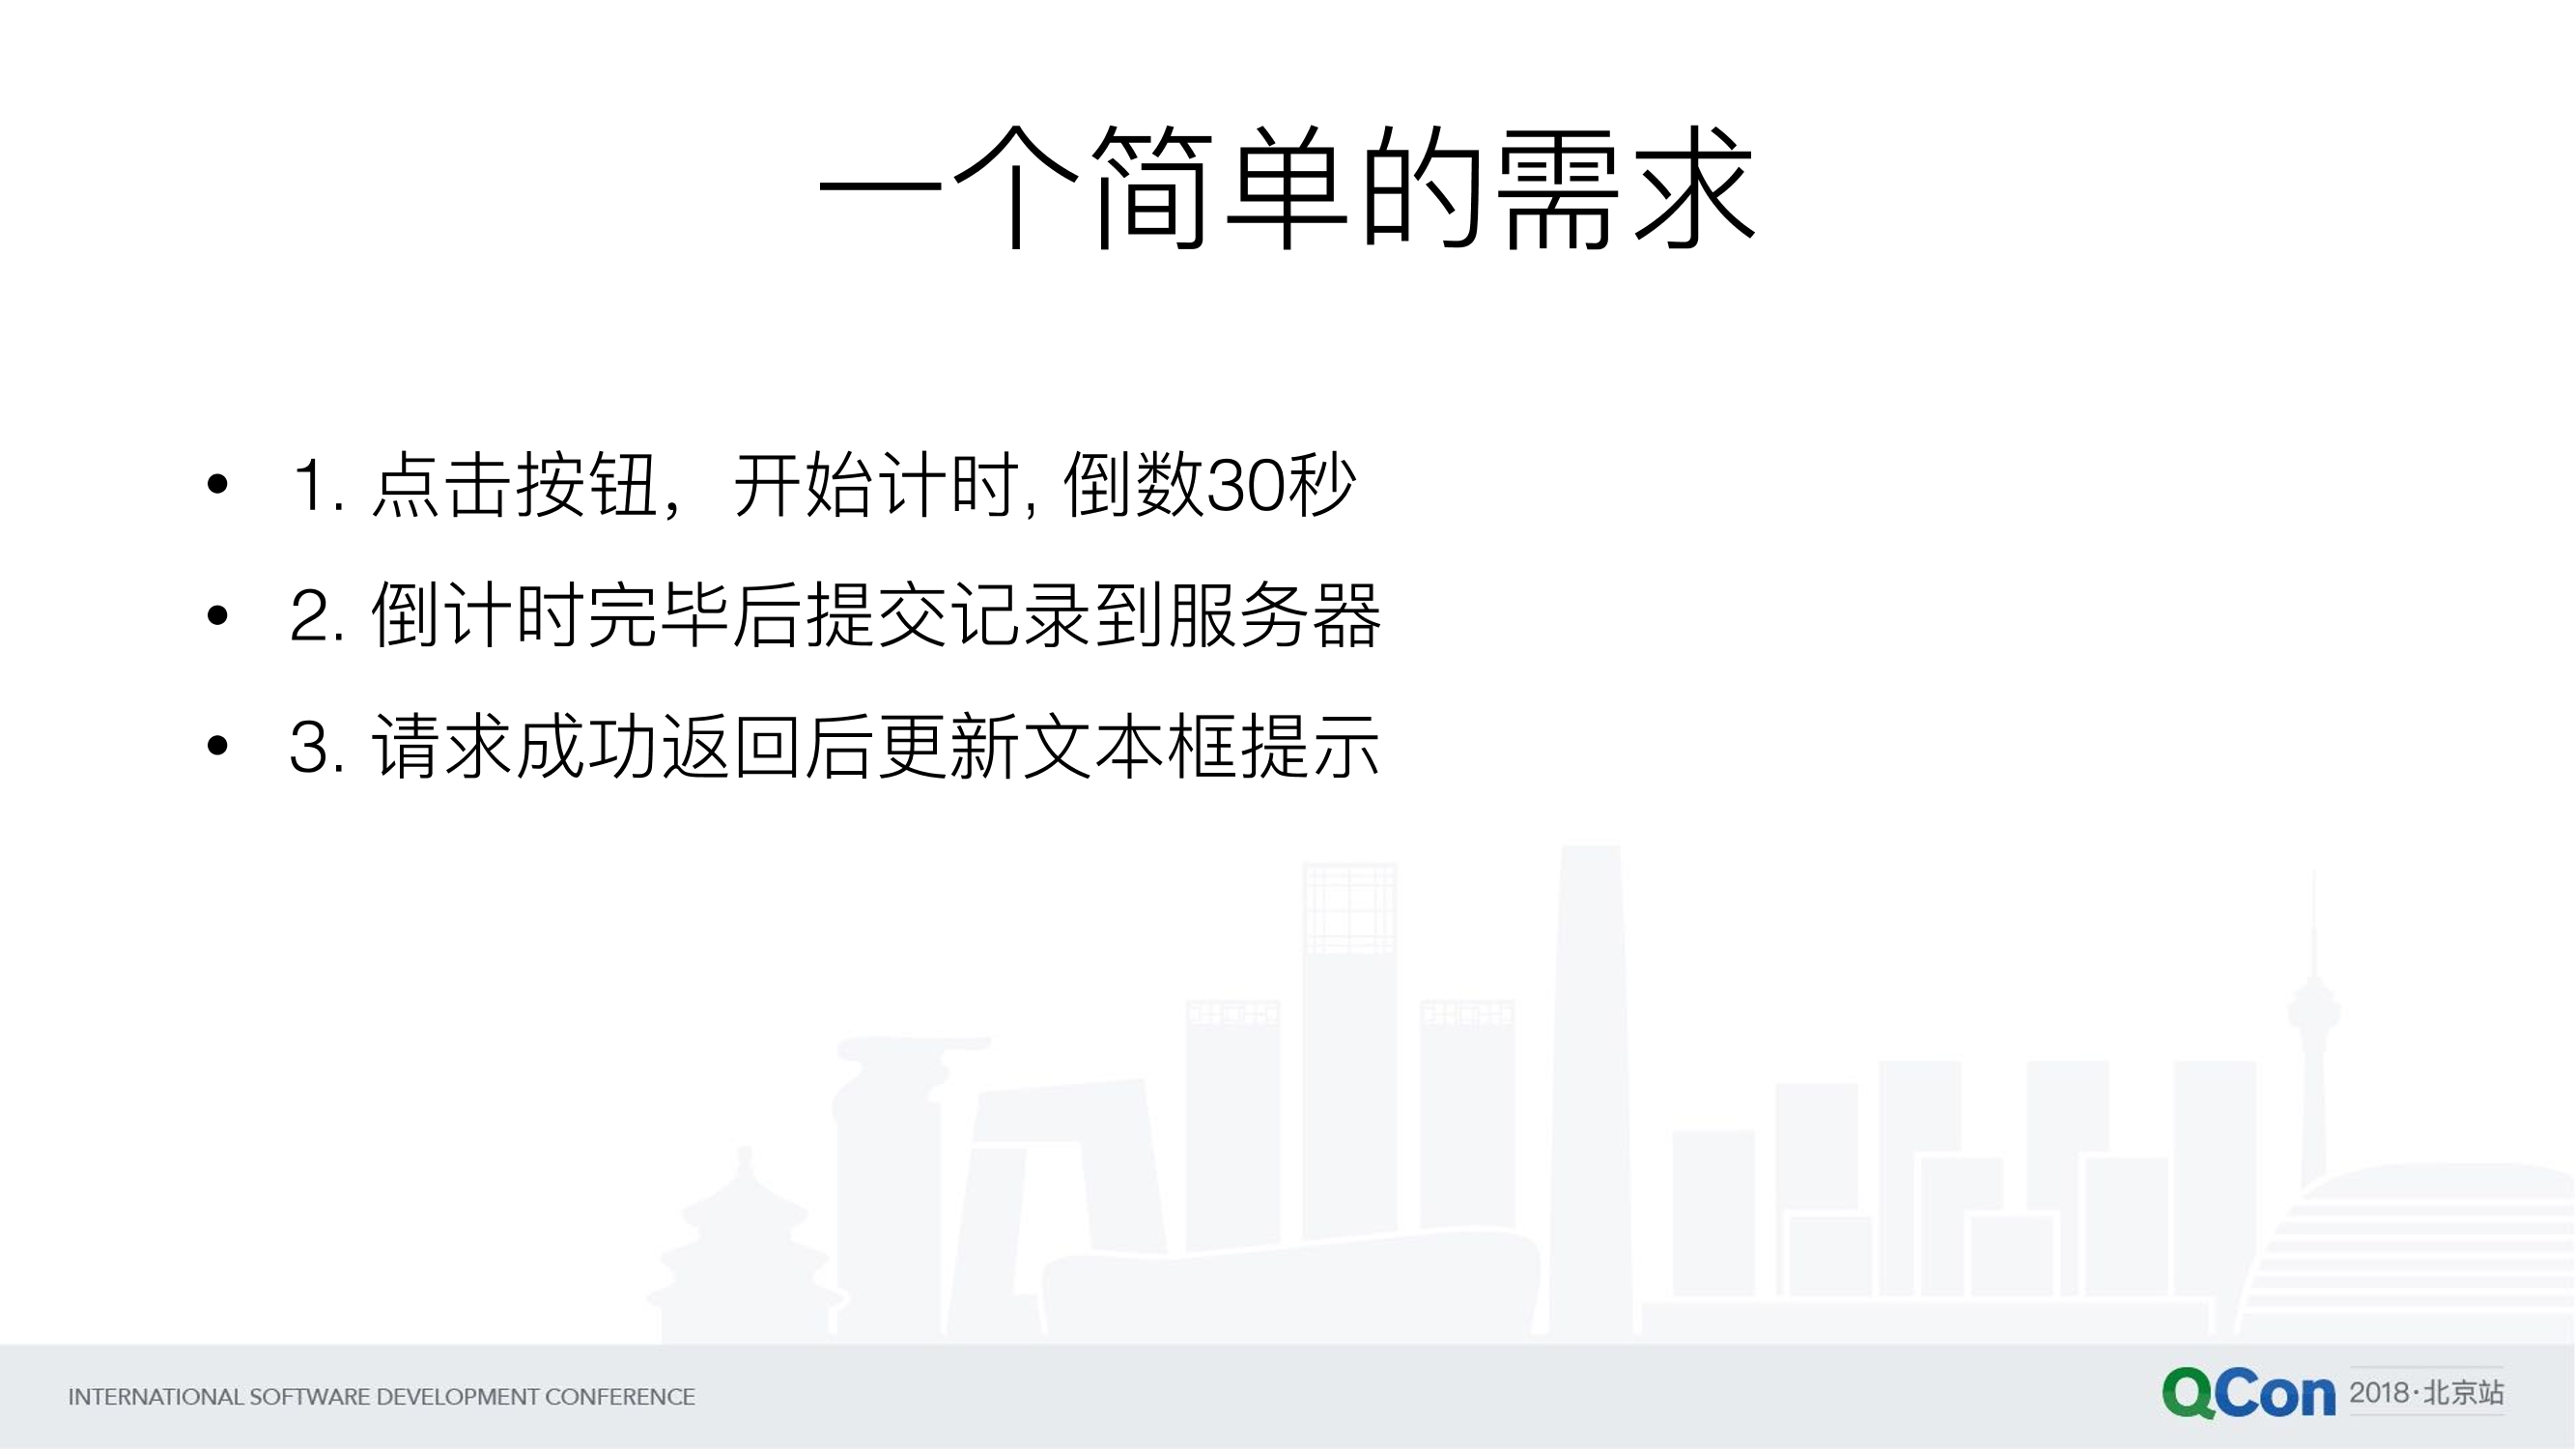 一个简单的需求
• 1. 点击按钮，开始计时, 倒数30秒
• 2. 倒计时完毕后提交记录到服务器
• 3. 请求成功返回后更新文本框提示
INTERNATIONAL SOFTWARE DEVELOPMENT CONFERENCE
QCon 2018·北京站